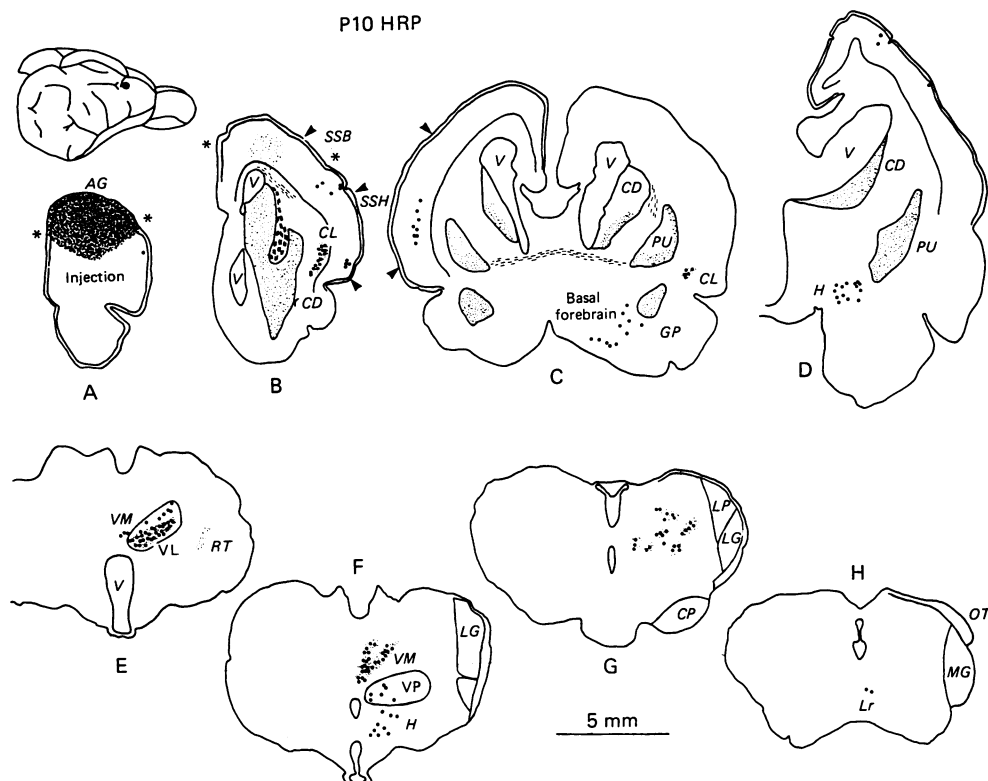 P10 HRP
AG
*
*
Injection
A
*
SSB
*
SSH
V
CL
V
CD
B
V
V
CD
PU
CL
Basal
forebrain
GP
C
V
CD
PU
H
D
VM
VL
RT
V
E
F
LG
VM
VP
H
LP
LG
CP
G
H
OT
MG
Lr
5 mm